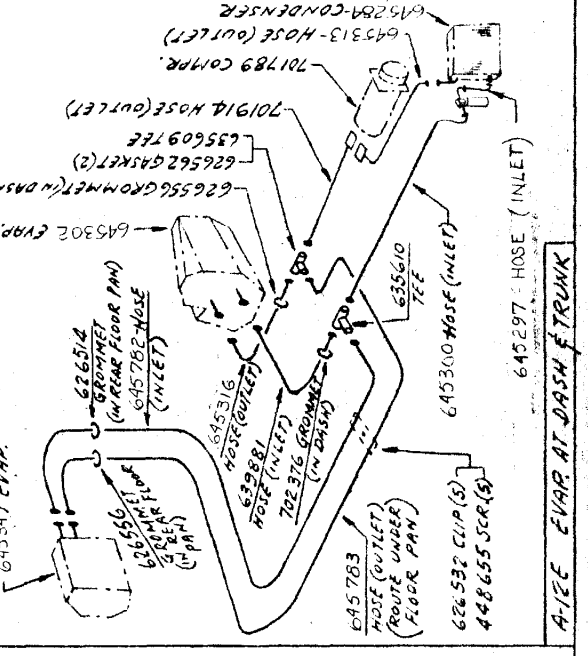 645284-CONDENSER
645313-HOSE (OUTLET)
701789 COMPR.
701914 HOSE (OUTLET)
635609 TEE
626562 GASKET (2)
626556 GROMMET (IN DASH
645302 EVAP.
626514
GROMMET
(IN REAR FLOOR PAN)
645782-HOSE
(INLET)
EVAP.
626556
GROMMET
(IN REAR FLOOR
PAN)
645316
HOSE (OUTLET)
639881
HOSE (INLET)
702376 GROMMET
(IN DASH)
635610
TEE
645300 HOSE (INLET)
645297-HOSE (INLET)
645783
HOSE (OUTLET)
(ROUTE UNDER
FLOOR PAN)
626532 CLIP (5)
448655 SCR. (5)
A-12E EVAP. AT DASH & TRUNK